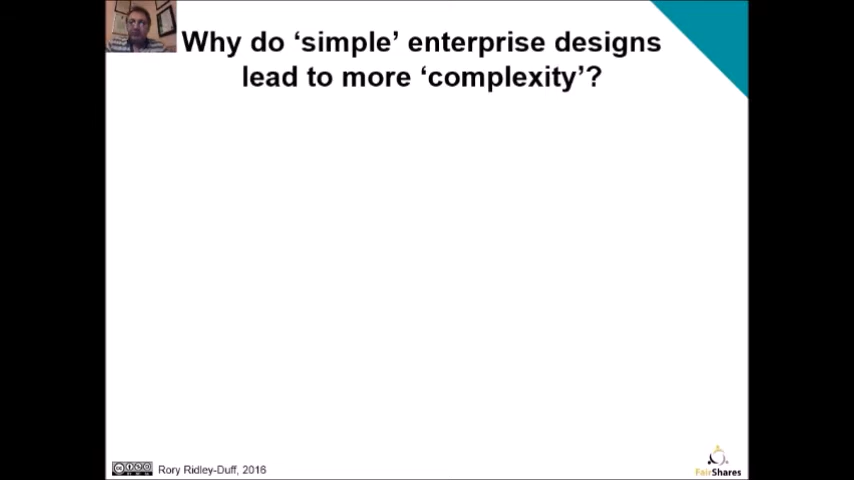 Why do ‘simple’ enterprise designs
lead to more ‘complexity’?
Rory Ridley-Duff, 2016
FairShares